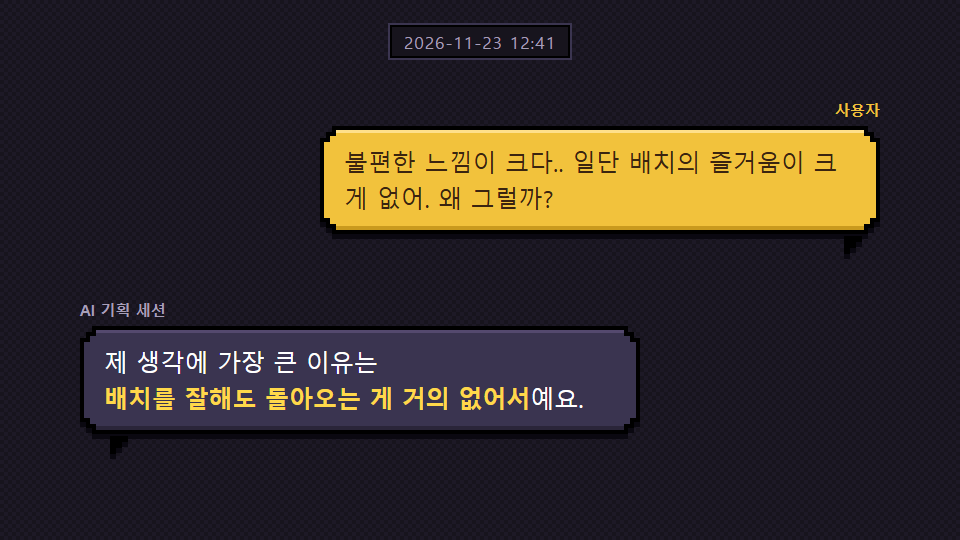 2026-11-23 12:41
사용자
불편한 느낌이 크다.. 일단 배치의 즐거움이 크
게 없어. 왜 그럴까?
AI 기획 세션
제 생각에 가장 큰 이유는
배치를 잘해도 돌아오는 게 거의 없어서예요.